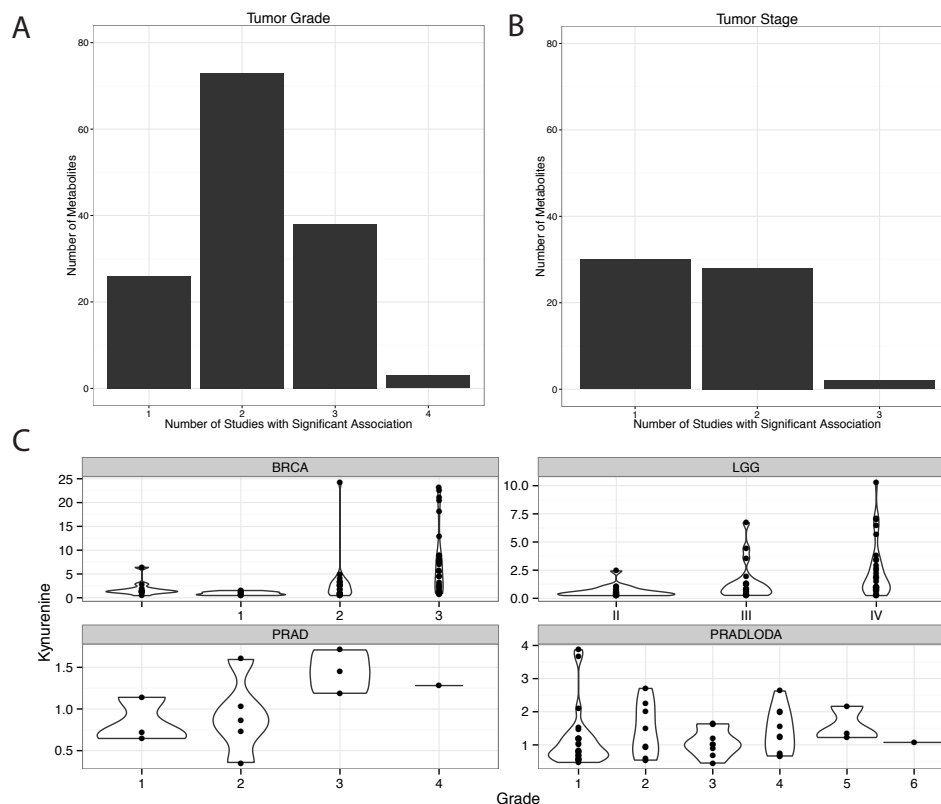 A
Tumor Grade
80
60
40
20
0
Number of Metabolites
1 2 3 4
Number of Studies with Significant Association
B
Tumor Stage
80
60
40
20
0
Number of Metabolites
1 2 3
Number of Studies with Significant Association
C
Kynurenine
BRCA
25
20
15
10
5
0
1 2 3
LGG
10.0
7.5
5.0
2.5
0.0
II III IV
PRAD
1.5
1.0
0.5
1 2 3 4
PRADLODA
4
3
2
1
1 2 3 4 5 6
Grade